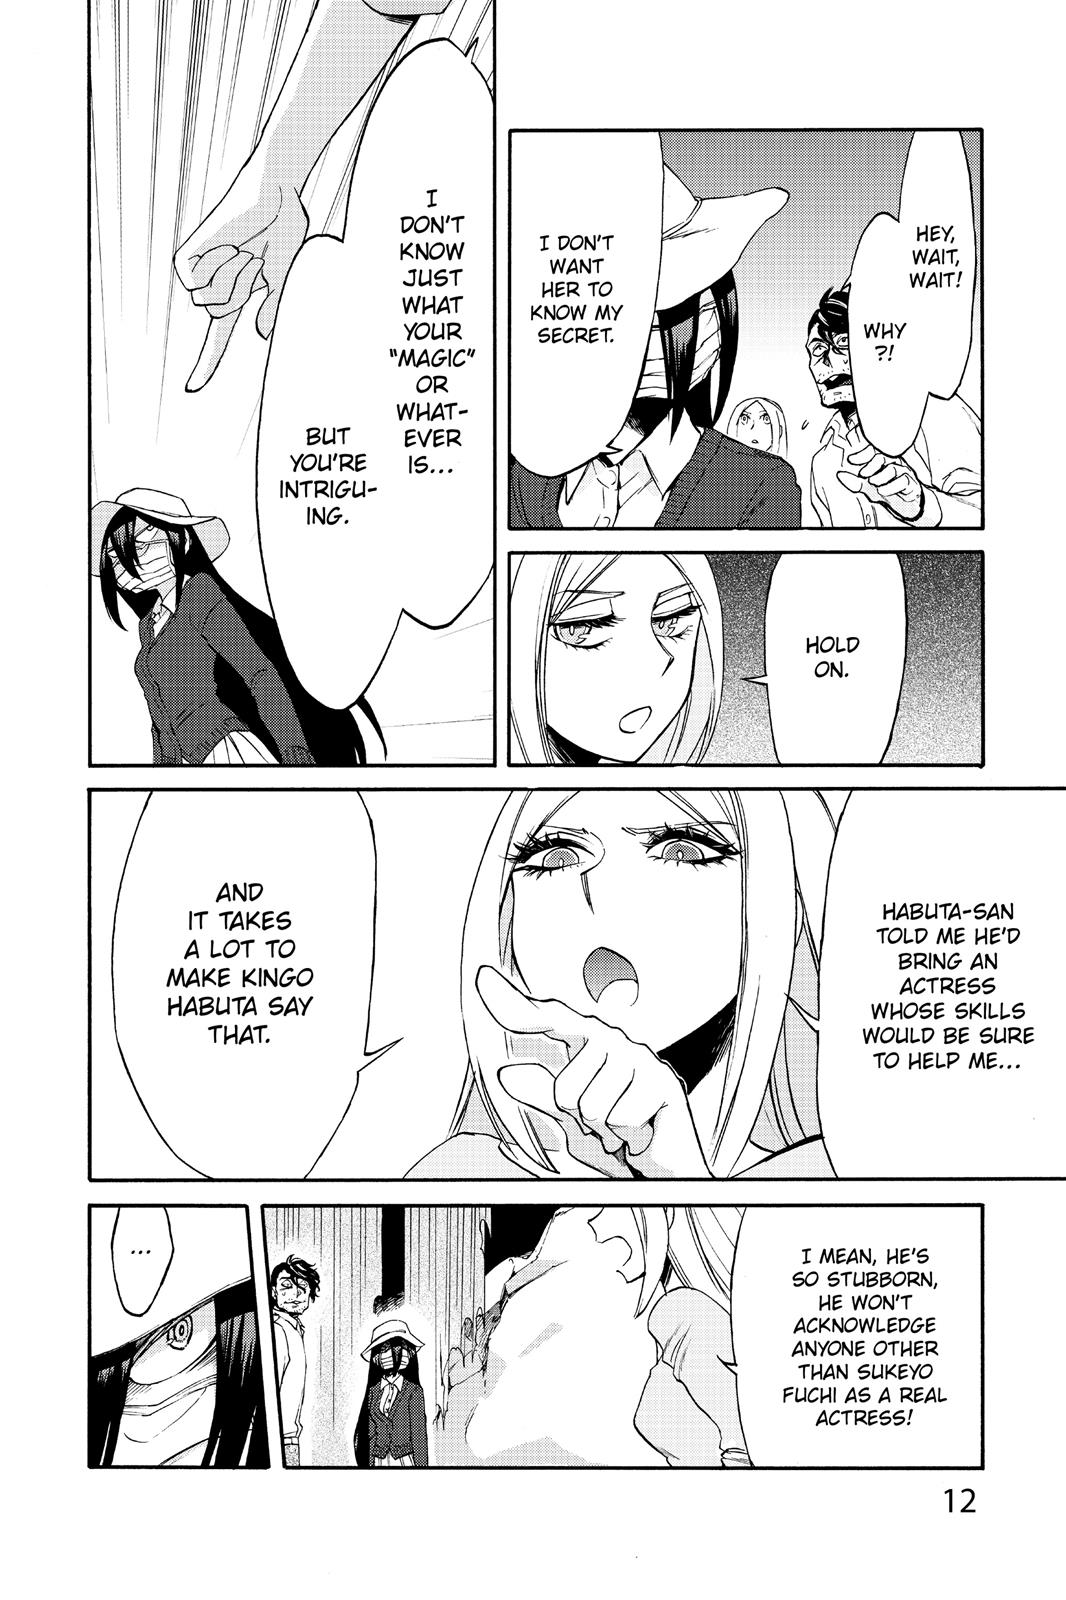 HEY,
WAIT,
WAIT!
WHY
?!
I DON'T
WANT
HER TO
KNOW MY
SECRET.
HOLD
ON.
I
DON'T
KNOW
JUST
WHAT
YOUR
"MAGIC"
OR
WHAT-
EVER
IS...
BUT
YOU'RE
INTRIGU-
ING.
HABUTA-SAN
TOLD ME HE'D
BRING AN
ACTRESS
WHOSE SKILLS
WOULD BE SURE
TO HELP ME...
AND
IT TAKES
A LOT TO
MAKE KINGO
HABUTA SAY
THAT.
I MEAN, HE'S
SO STUBBORN,
HE WON'T
ACKNOWLEDGE
ANYONE OTHER
THAN SUKEYO
FUCHI AS A REAL
ACTRESS!
...
12